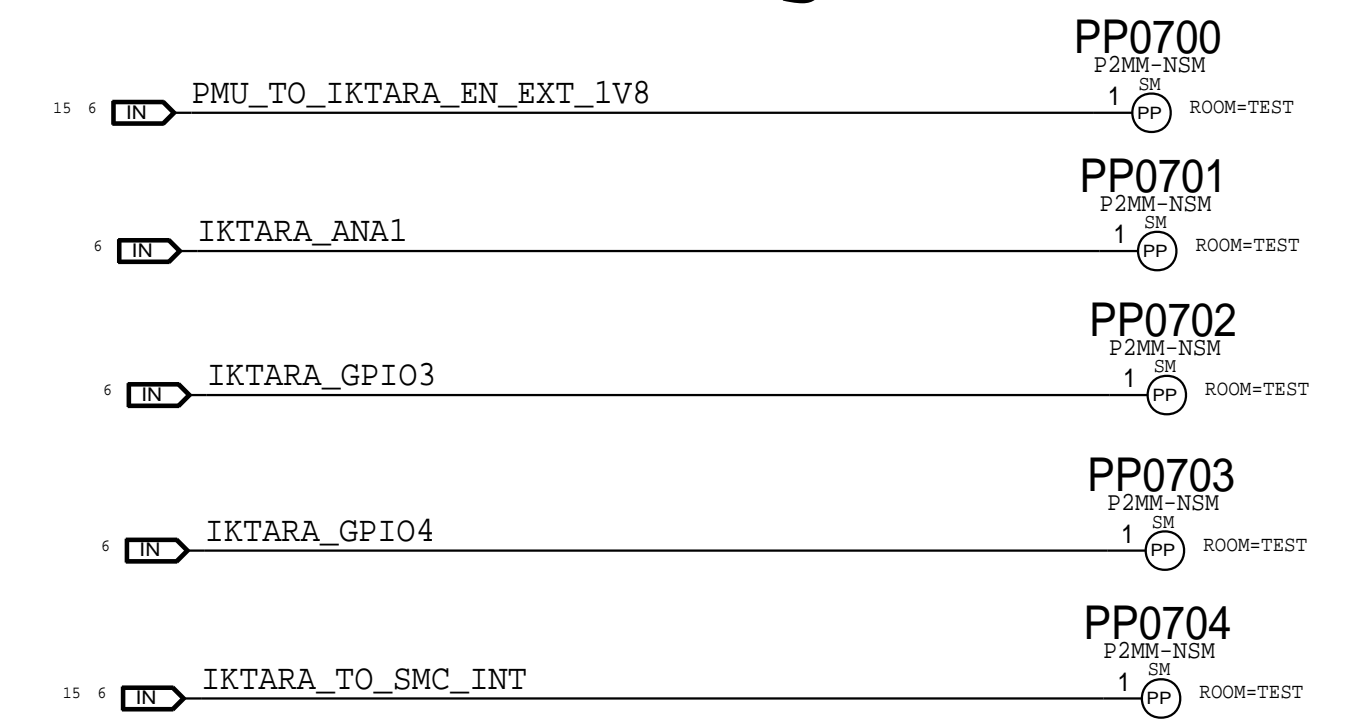 PP0700
P2MM-NSM
SM
15 6 IN PMU_TO_IKTARA_EN_EXT_1V8 1 PP ROOM=TEST
PP0701
P2MM-NSM
SM
6 IN IKTARA_ANA1 1 PP ROOM=TEST
PP0702
P2MM-NSM
SM
6 IN IKTARA_GPIO3 1 PP ROOM=TEST
PP0703
P2MM-NSM
SM
6 IN IKTARA_GPIO4 1 PP ROOM=TEST
PP0704
P2MM-NSM
SM
15 6 IN IKTARA_TO_SMC_INT 1 PP ROOM=TEST